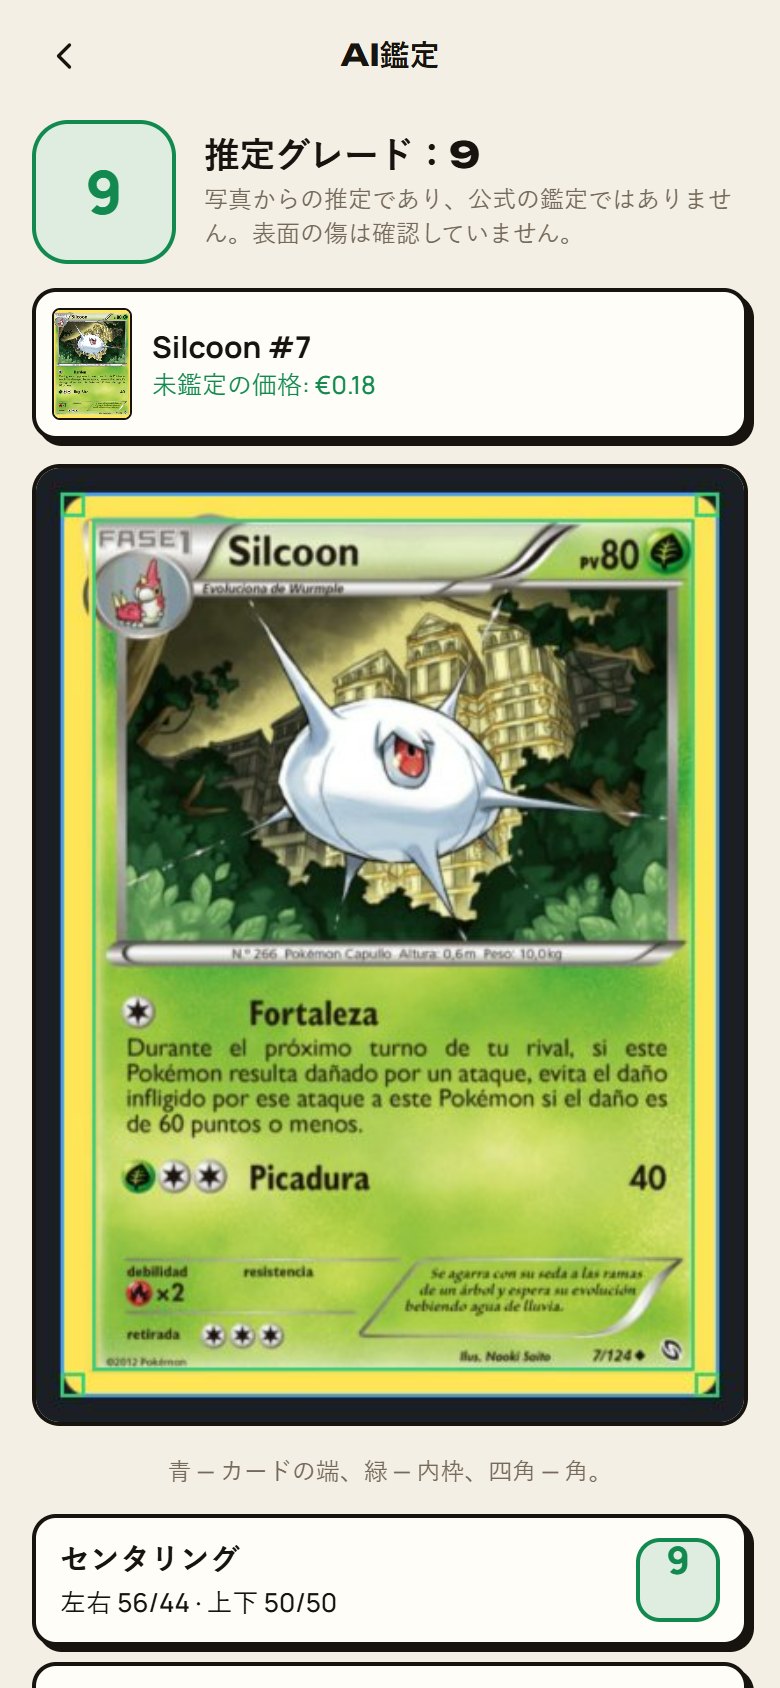 AI鑑定
9
推定グレード：9
写真からの推定であり、公式の鑑定ではありませ
ん。表面の傷は確認していません。
Silcoon #7
未鑑定の価格: €0.18
FASE1
Silcoon
PV80
Evoluciona de Wurmple
N.º 266 Pokémon Capullo Altura: 0,6m Peso: 10,0kg
Fortaleza
Durante el próximo turno de tu rival, si este
Pokémon resulta dañado por un ataque, evita el daño
infligido por ese ataque a este Pokémon si el daño es
de 60 puntos o menos.
Picadura 40
debilidad resistencia
×2
Se agarra con su seda a las ramas
de un árbol y espera su evolución
bebiendo agua de lluvia.
retirada
©2012 Pokémon
Ilus. Naoki Saito 7/124
青 — カードの端、緑 — 内枠、四角 — 角。
センタリング
左右 56/44 · 上下 50/50
9